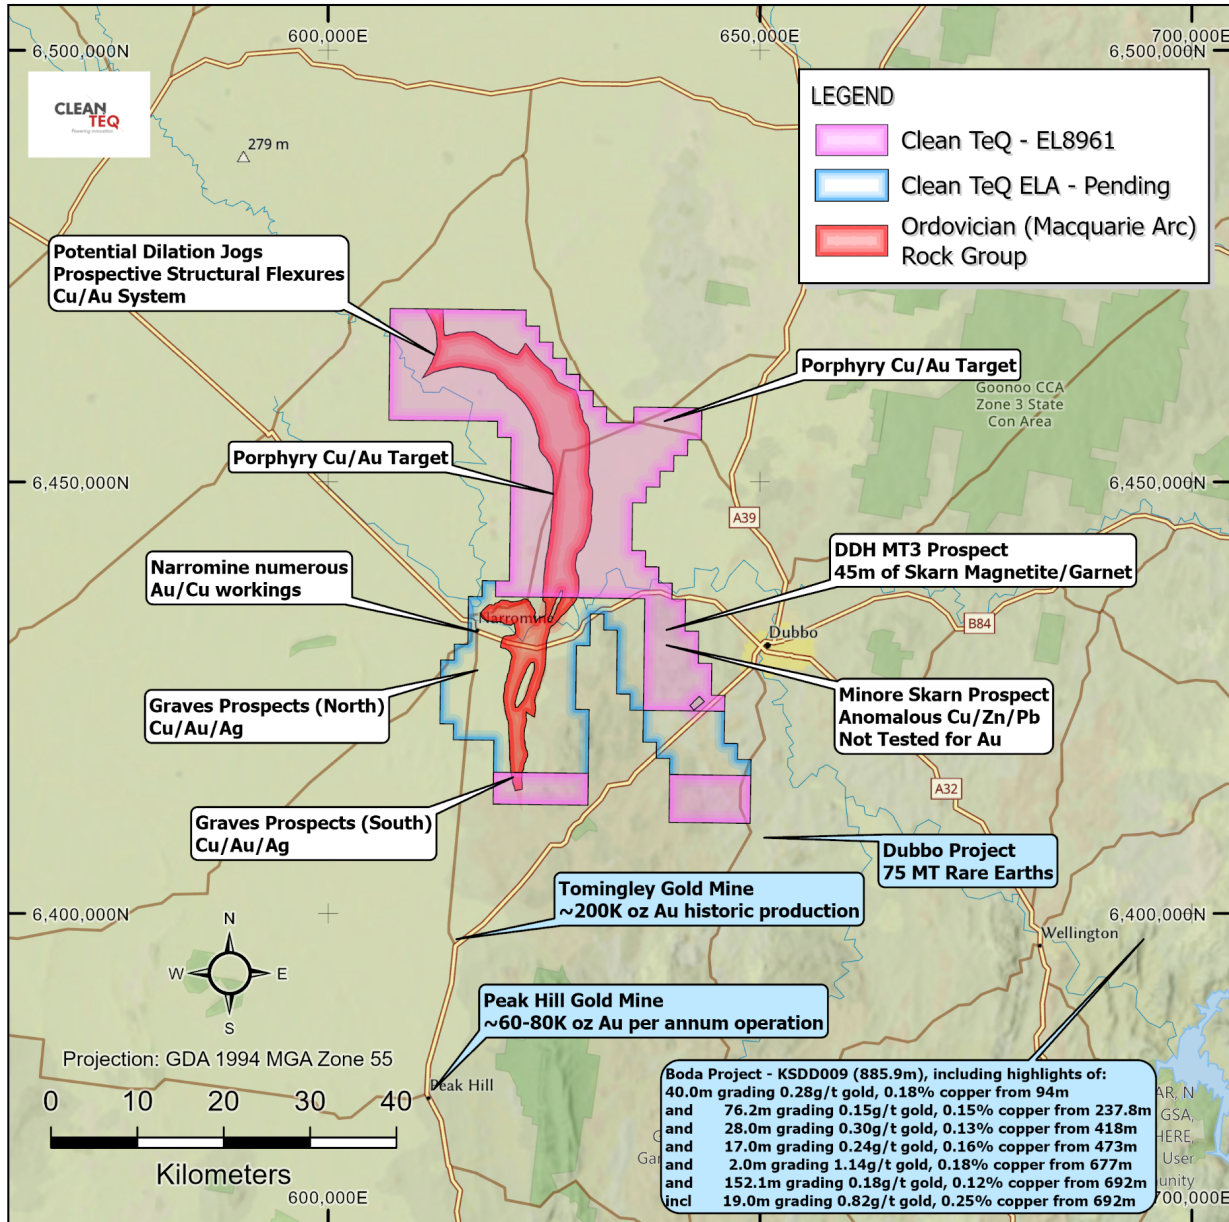 600,000E
650,000E
700,000E
6,500,000N
6,500,000N
CLEAN
TEQ
279 m
LEGEND
Clean TeQ - EL8961
Clean TeQ ELA - Pending
Ordovician (Macquarie Arc)
Rock Group
Potential Dilation Jogs
Prospective Structural Flexures
Cu/Au System
Porphyry Cu/Au Target
Goonoo CCA
Zone 3 State
Con Area
Porphyry Cu/Au Target
6,450,000N
6,450,000N
A39
DDH MT3 Prospect
45m of Skarn Magnetite/Garnet
Narromine numerous
Au/Cu workings
Narromine
B84
Dubbo
Minore Skarn Prospect
Anomalous Cu/Zn/Pb
Not Tested for Au
Graves Prospects (North)
Cu/Au/Ag
A32
Graves Prospects (South)
Cu/Au/Ag
Dubbo Project
75 MT Rare Earths
Tomingley Gold Mine
~200K oz Au historic production
6,400,000N
6,400,000N
Wellington
N
W
E
S
Peak Hill Gold Mine
~60-80K oz Au per annum operation
Projection: GDA 1994 MGA Zone 55
Peak Hill
0 10 20 30 40
Kilometers
Boda Project - KSDD009 (885.9m), including highlights of:
40.0m grading 0.28g/t gold, 0.18% copper from 94m
and 76.2m grading 0.15g/t gold, 0.15% copper from 237.8m
and 28.0m grading 0.30g/t gold, 0.13% copper from 418m
and 17.0m grading 0.24g/t gold, 0.16% copper from 473m
and 2.0m grading 1.14g/t gold, 0.18% copper from 677m
and 152.1m grading 0.18g/t gold, 0.12% copper from 692m
incl 19.0m grading 0.82g/t gold, 0.25% copper from 692m
GSA,
HERE,
User
600,000E
700,000E